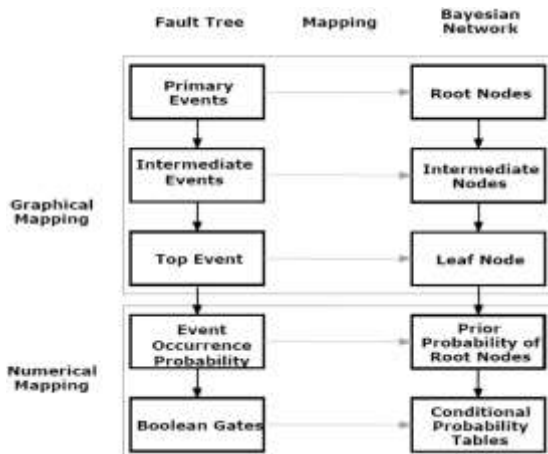 Fault Tree
Mapping
Bayesian
Network
Primary
Events
Root Nodes
Intermediate
Events
Intermediate
Nodes
Graphical
Mapping
Top Event
Leaf Node
Event
Occurrence
Probability
Prior
Probability of
Root Nodes
Numerical
Mapping
Boolean Gates
Conditional
Probability
Tables